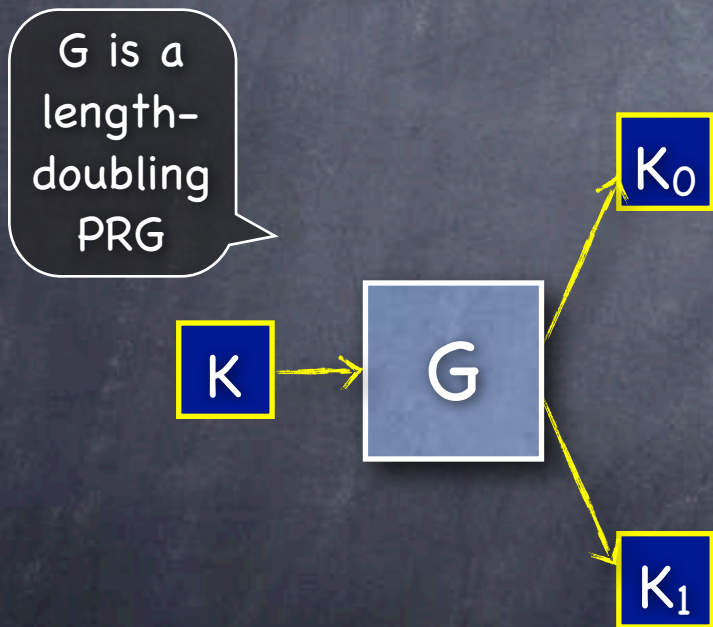 G is a
length-
doubling
PRG
K₀
K
G
K₁